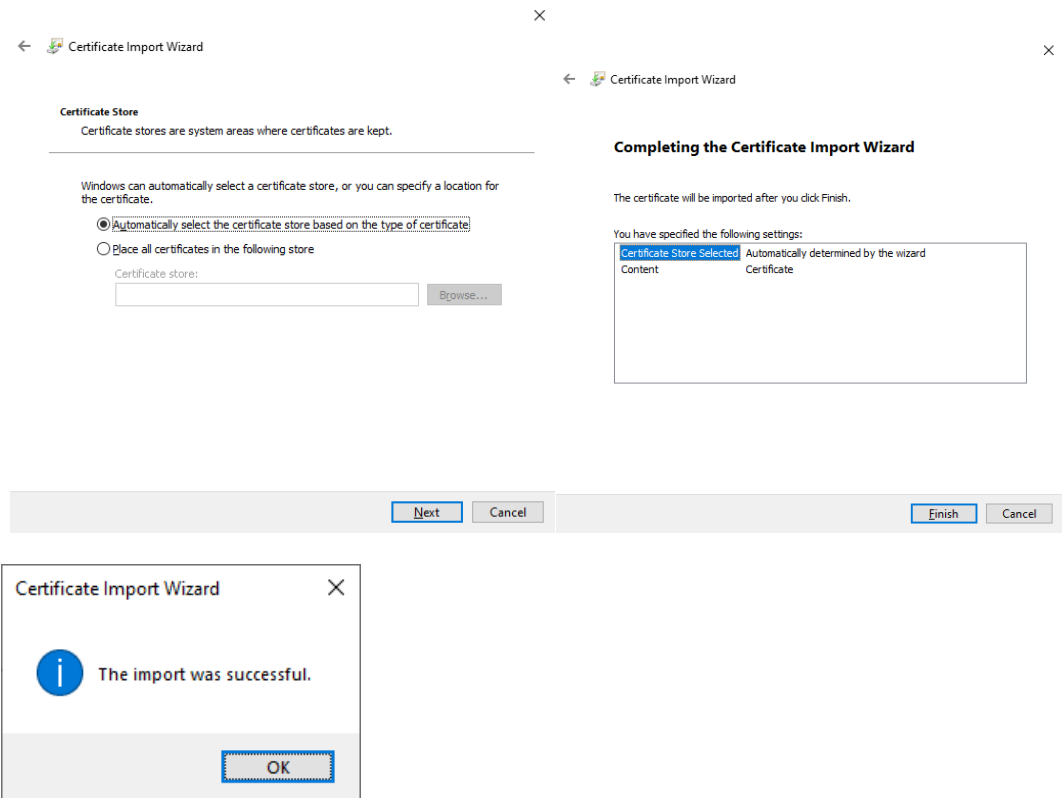 Certificate Import Wizard
Certificate Store
Certificate stores are system areas where certificates are kept.
Windows can automatically select a certificate store, or you can specify a location for
the certificate.
Automatically select the certificate store based on the type of certificate
Place all certificates in the following store
Certificate store:
Browse...
Next
Cancel
Certificate Import Wizard
Completing the Certificate Import Wizard
The certificate will be imported after you click Finish.
You have specified the following settings:
Certificate Store Selected Automatically determined by the wizard
Content Certificate
Finish
Cancel
Certificate Import Wizard
The import was successful.
OK